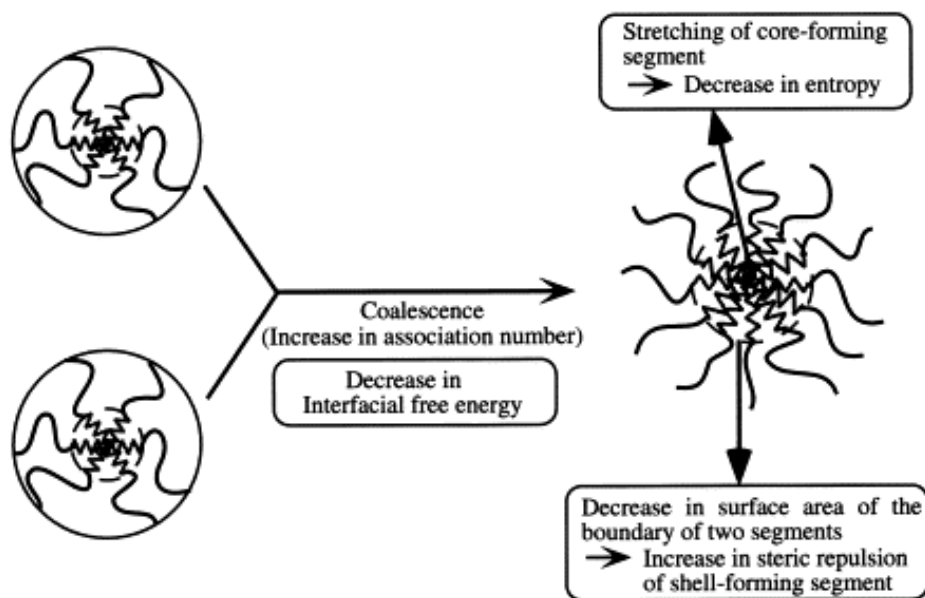 Stretching of core-forming
segment
Decrease in entropy
Coalescence
(Increase in association number)
Decrease in
Interfacial free energy
Decrease in surface area of the
boundary of two segments
Increase in steric repulsion
of shell-forming segment